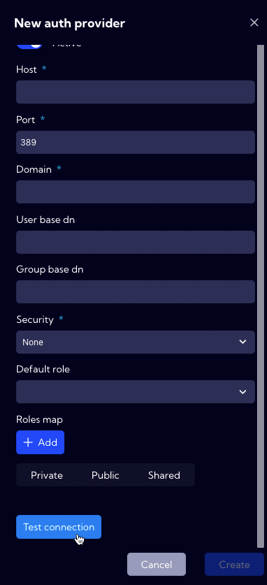 New auth provider
Active
Host *
Port *
389
Domain *
User base dn
Group base dn
Security *
None
Default role
Roles map
+ Add
Private Public Shared
Test connection
Cancel Create